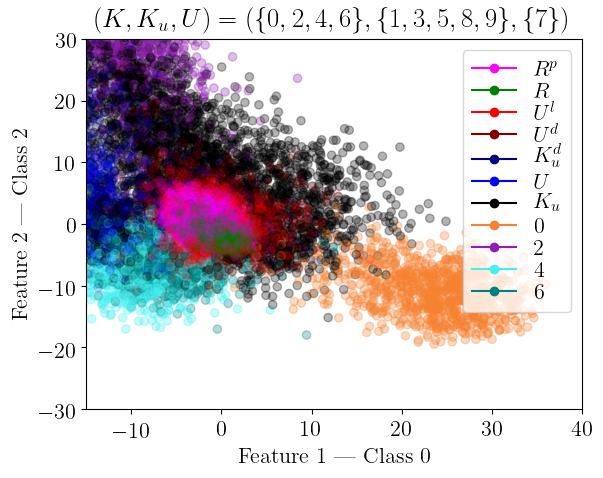 (K, K_u, U) = ({0, 2, 4, 6}, {1, 3, 5, 8, 9}, {7})
30
20
10
0
−10
−20
−30
−10
0
10
20
30
40
Feature 2 — Class 2
Feature 1 — Class 0
R^p
R
U^l
U^d
K_u^d
U
K_u
0
2
4
6